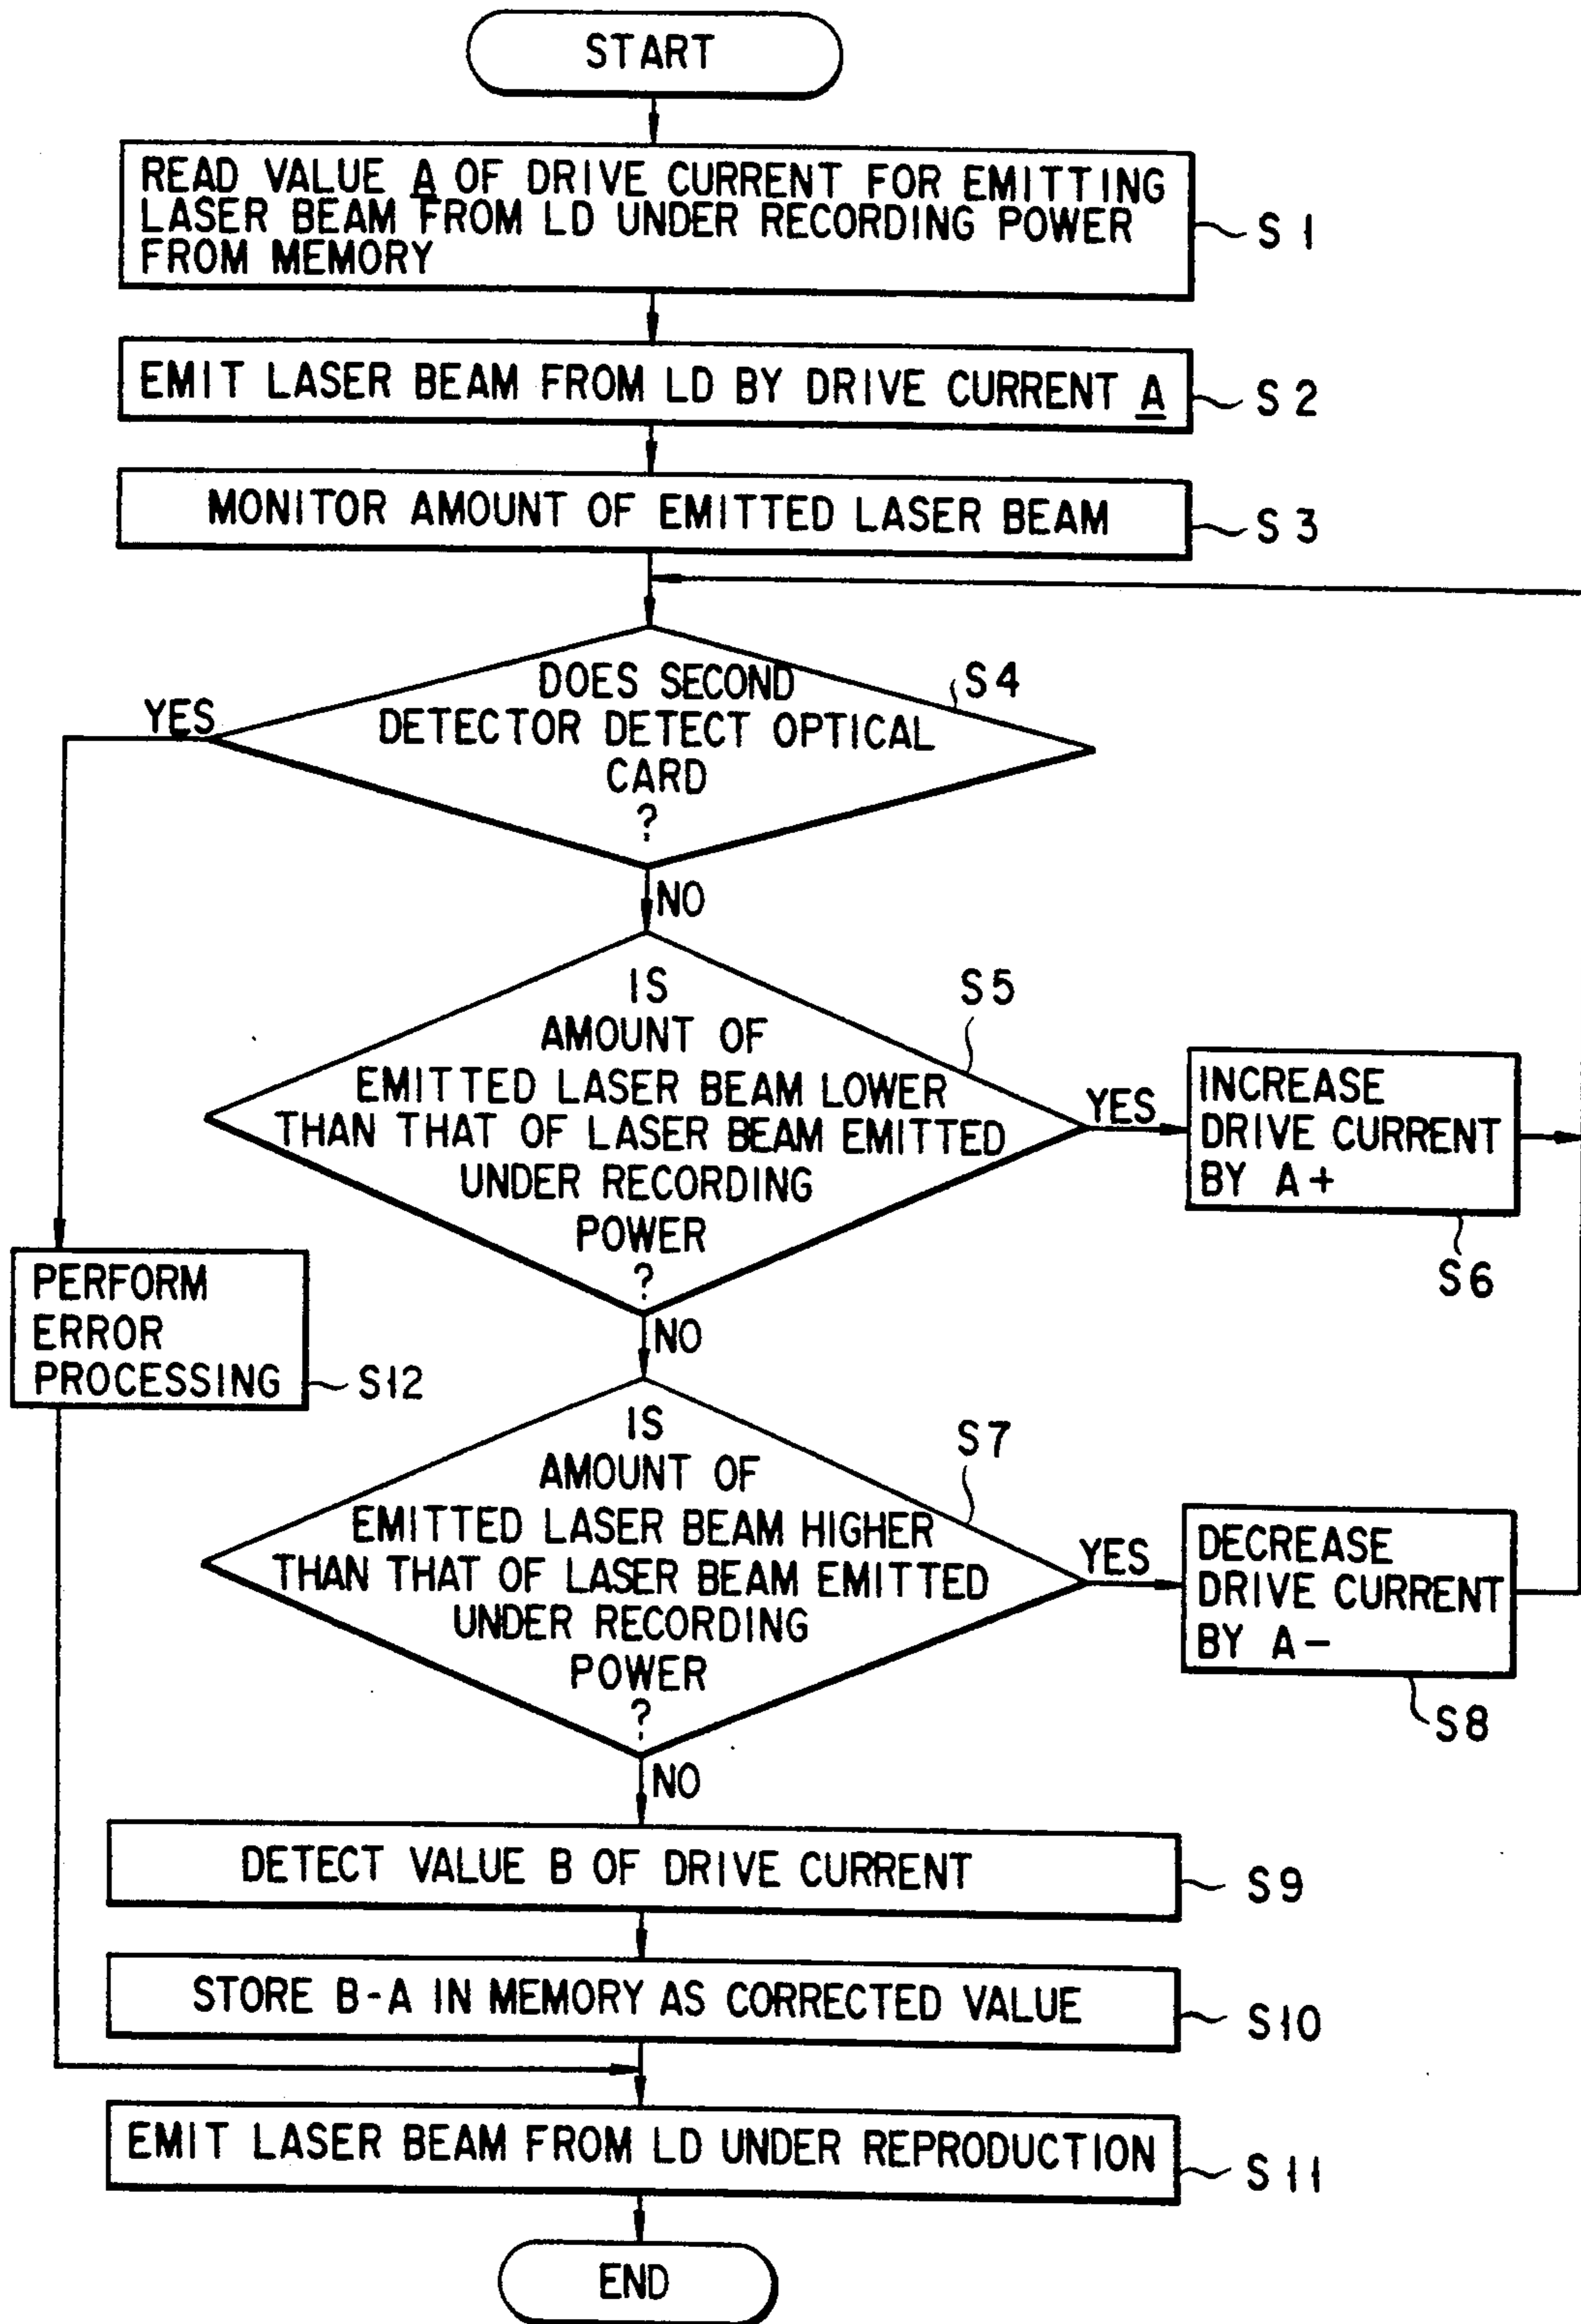 START
READ VALUE A OF DRIVE CURRENT FOR EMITTING
LASER BEAM FROM LD UNDER RECORDING POWER
FROM MEMORY
S1
EMIT LASER BEAM FROM LD BY DRIVE CURRENT A
S2
MONITOR AMOUNT OF EMITTED LASER BEAM
S3
DOES SECOND
DETECTOR DETECT OPTICAL
CARD
?
S4
YES
NO
IS
AMOUNT OF
EMITTED LASER BEAM LOWER
THAN THAT OF LASER BEAM EMITTED
UNDER RECORDING
POWER
?
S5
YES
INCREASE
DRIVE CURRENT
BY A+
S6
NO
PERFORM
ERROR
PROCESSING
S12
IS
AMOUNT OF
EMITTED LASER BEAM HIGHER
THAN THAT OF LASER BEAM EMITTED
UNDER RECORDING
POWER
?
S7
YES
DECREASE
DRIVE CURRENT
BY A-
S8
NO
DETECT VALUE B OF DRIVE CURRENT
S9
STORE B-A IN MEMORY AS CORRECTED VALUE
S10
EMIT LASER BEAM FROM LD UNDER REPRODUCTION
S11
END